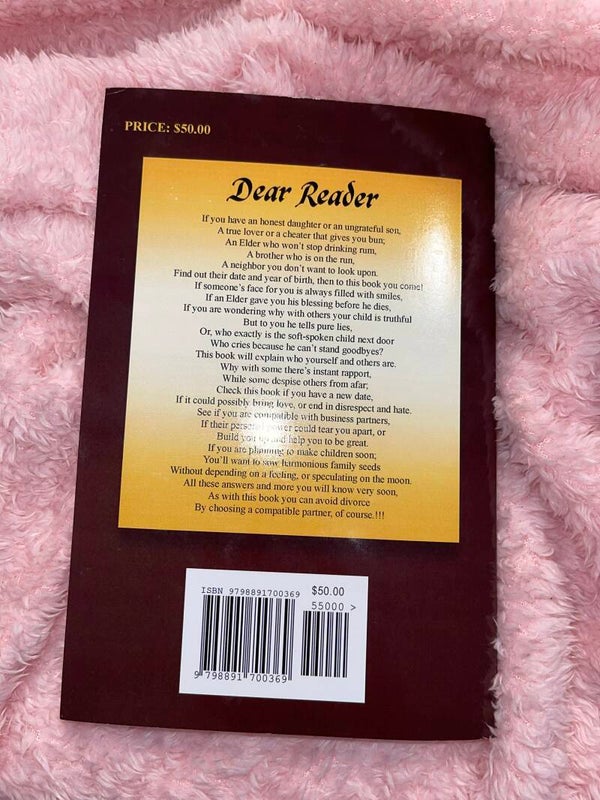 PRICE: $50.00
Dear Reader
If you have an honest daughter or an ungrateful son,
A true lover or a cheater that gives you bun;
An Elder who won't stop drinking rum,
A brother who is on the run,
A neighbor you don't want to look upon.
Find out their date and year of birth, then to this book you come!
If someone's face for you is always filled with smiles,
If an Elder gave you his blessing before he dies,
If you are wondering why with others your child is truthful
But to you he tells pure lies,
Or, who exactly is the soft-spoken child next door
Who cries because he can't stand goodbyes?
This book will explain who yourself and others are.
Why with some there's instant rapport,
While some despise others from afar;
Check this book if you have a new date,
If it could possibly bring love, or end in disrespect and hate.
See if you are compatible with business partners,
If their personal power could tear you apart, or
Build you up and help you to be great.
If you are planning to make children soon;
You'll want to sow harmonious family seeds
Without depending on a feeling, or speculating on the moon.
All these answers and more you will know very soon,
As with this book you can avoid divorce
By choosing a compatible partner, of course.!!!
ISBN 9798891700369
$50.00
55000 >
9 798891 700369